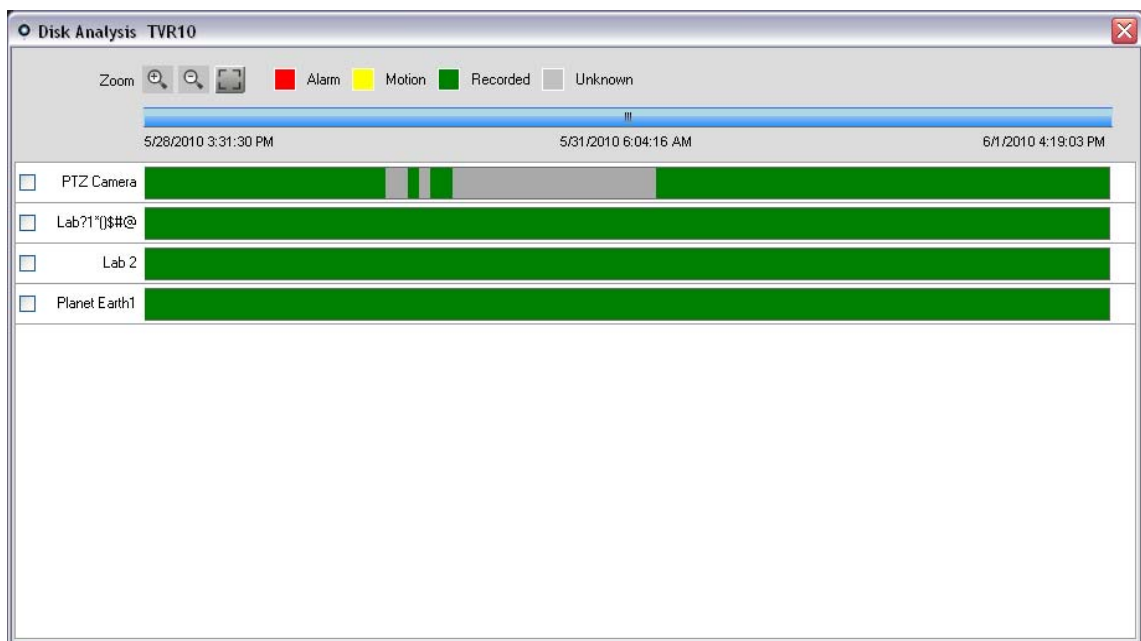 Disk Analysis TVR10
Zoom Alarm Motion Recorded Unknown
5/28/2010 3:31:30 PM 5/31/2010 6:04:16 AM 6/1/2010 4:19:03 PM
PTZ Camera
Lab?1*()$#@
Lab 2
Planet Earth1